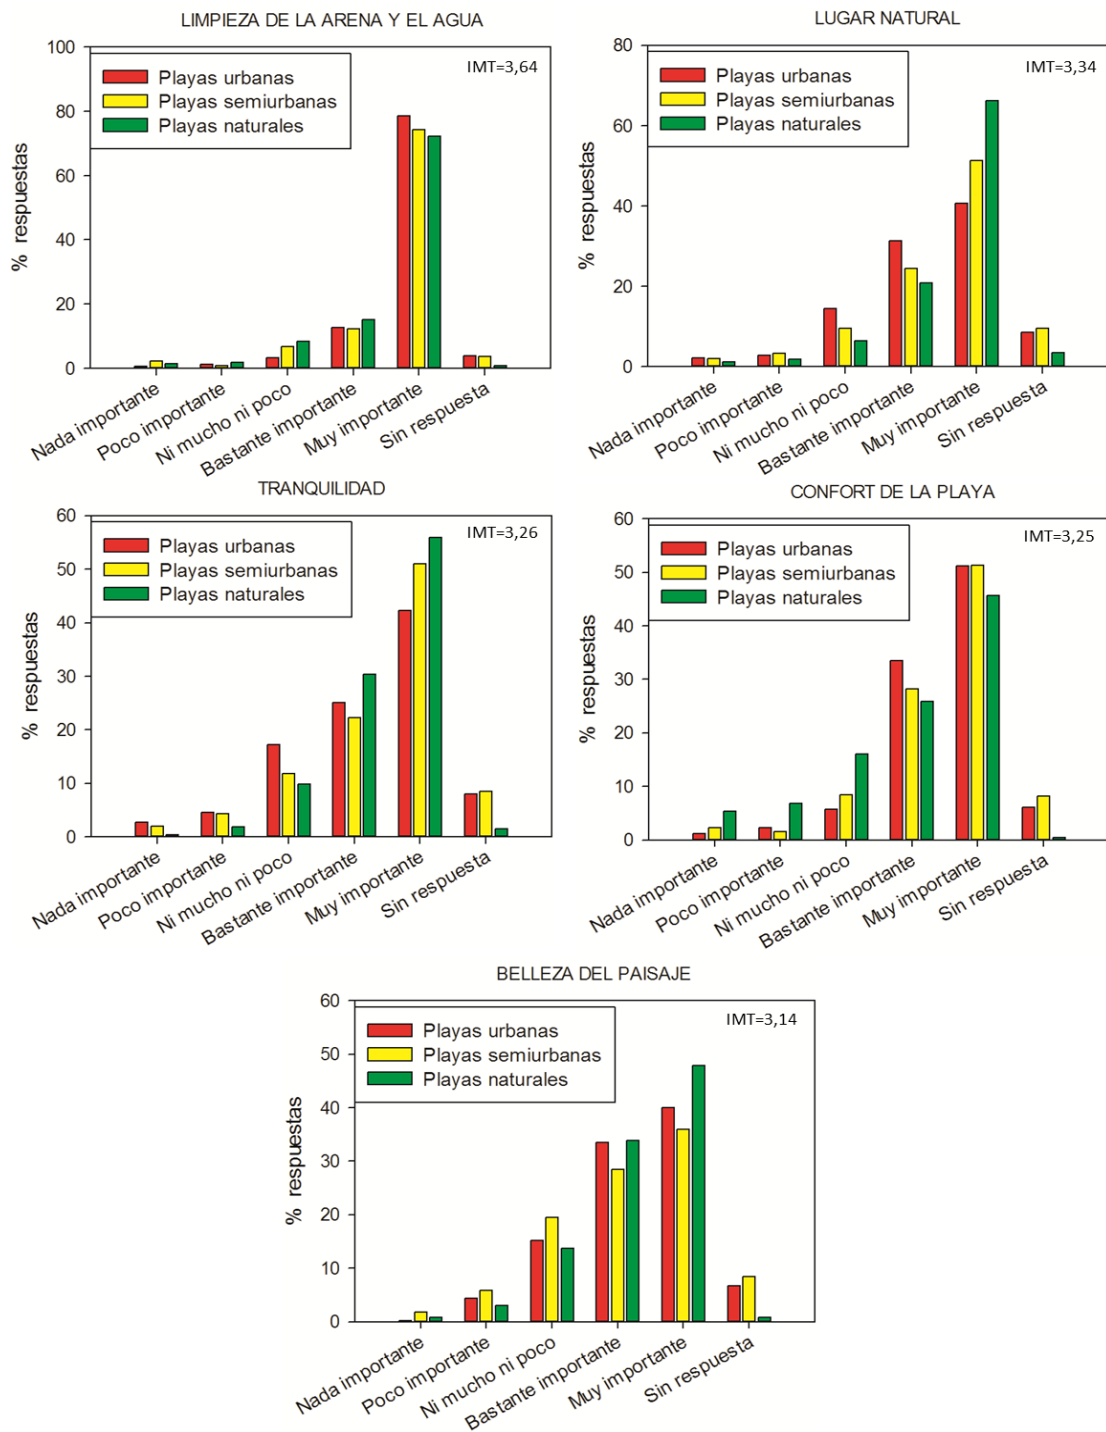 LIMPIEZA DE LA ARENA Y EL AGUA
IMT=3,64
Playas urbanas
Playas semiurbanas
Playas naturales
% respuestas
100
80
60
40
20
0
Nada importante
Poco importante
Ni mucho ni poco
Bastante importante
Muy importante
Sin respuesta
LUGAR NATURAL
IMT=3,34
Playas urbanas
Playas semiurbanas
Playas naturales
% respuestas
80
60
40
20
0
Nada importante
Poco importante
Ni mucho ni poco
Bastante importante
Muy importante
Sin respuesta
TRANQUILIDAD
IMT=3,26
Playas urbanas
Playas semiurbanas
Playas naturales
% respuestas
60
50
40
30
20
10
0
Nada importante
Poco importante
Ni mucho ni poco
Bastante importante
Muy importante
Sin respuesta
CONFORT DE LA PLAYA
IMT=3,25
Playas urbanas
Playas semiurbanas
Playas naturales
% respuestas
60
50
40
30
20
10
0
Nada importante
Poco importante
Ni mucho ni poco
Bastante importante
Muy importante
Sin respuesta
BELLEZA DEL PAISAJE
IMT=3,14
Playas urbanas
Playas semiurbanas
Playas naturales
% respuestas
60
50
40
30
20
10
0
Nada importante
Poco importante
Ni mucho ni poco
Bastante importante
Muy importante
Sin respuesta